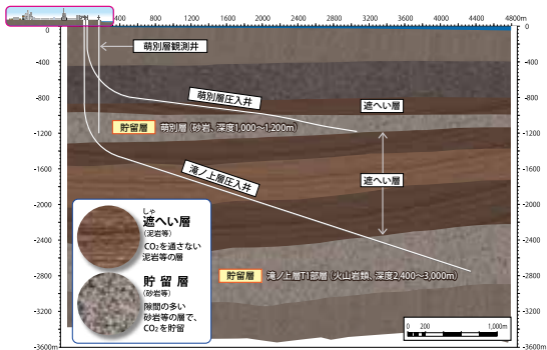 400 800 1200 1600 2000 2400 2800 3200 3600 4000 4400 4800m
0
-400
-800
-1200
-1600
-2000
-2400
-2800
-3200
-3600m
0
-400
-800
-1200
-1600
-2000
-2400
-2800
-3200
-3600m
萌別層観測井
萌別層圧入井
遮へい層
貯留層 萌別層(砂岩、深度1,000~1,200m)
滝ノ上層圧入井
遮へい層
しゃ
遮へい層
(泥岩等)
CO₂を通さない
泥岩等の層
貯留層
(砂岩等)
隙間の多い
砂岩等の層で、
CO₂を貯留
貯留層 滝ノ上層T1部層(火山岩類、深度2,400~3,000m)
0 200 1,000m